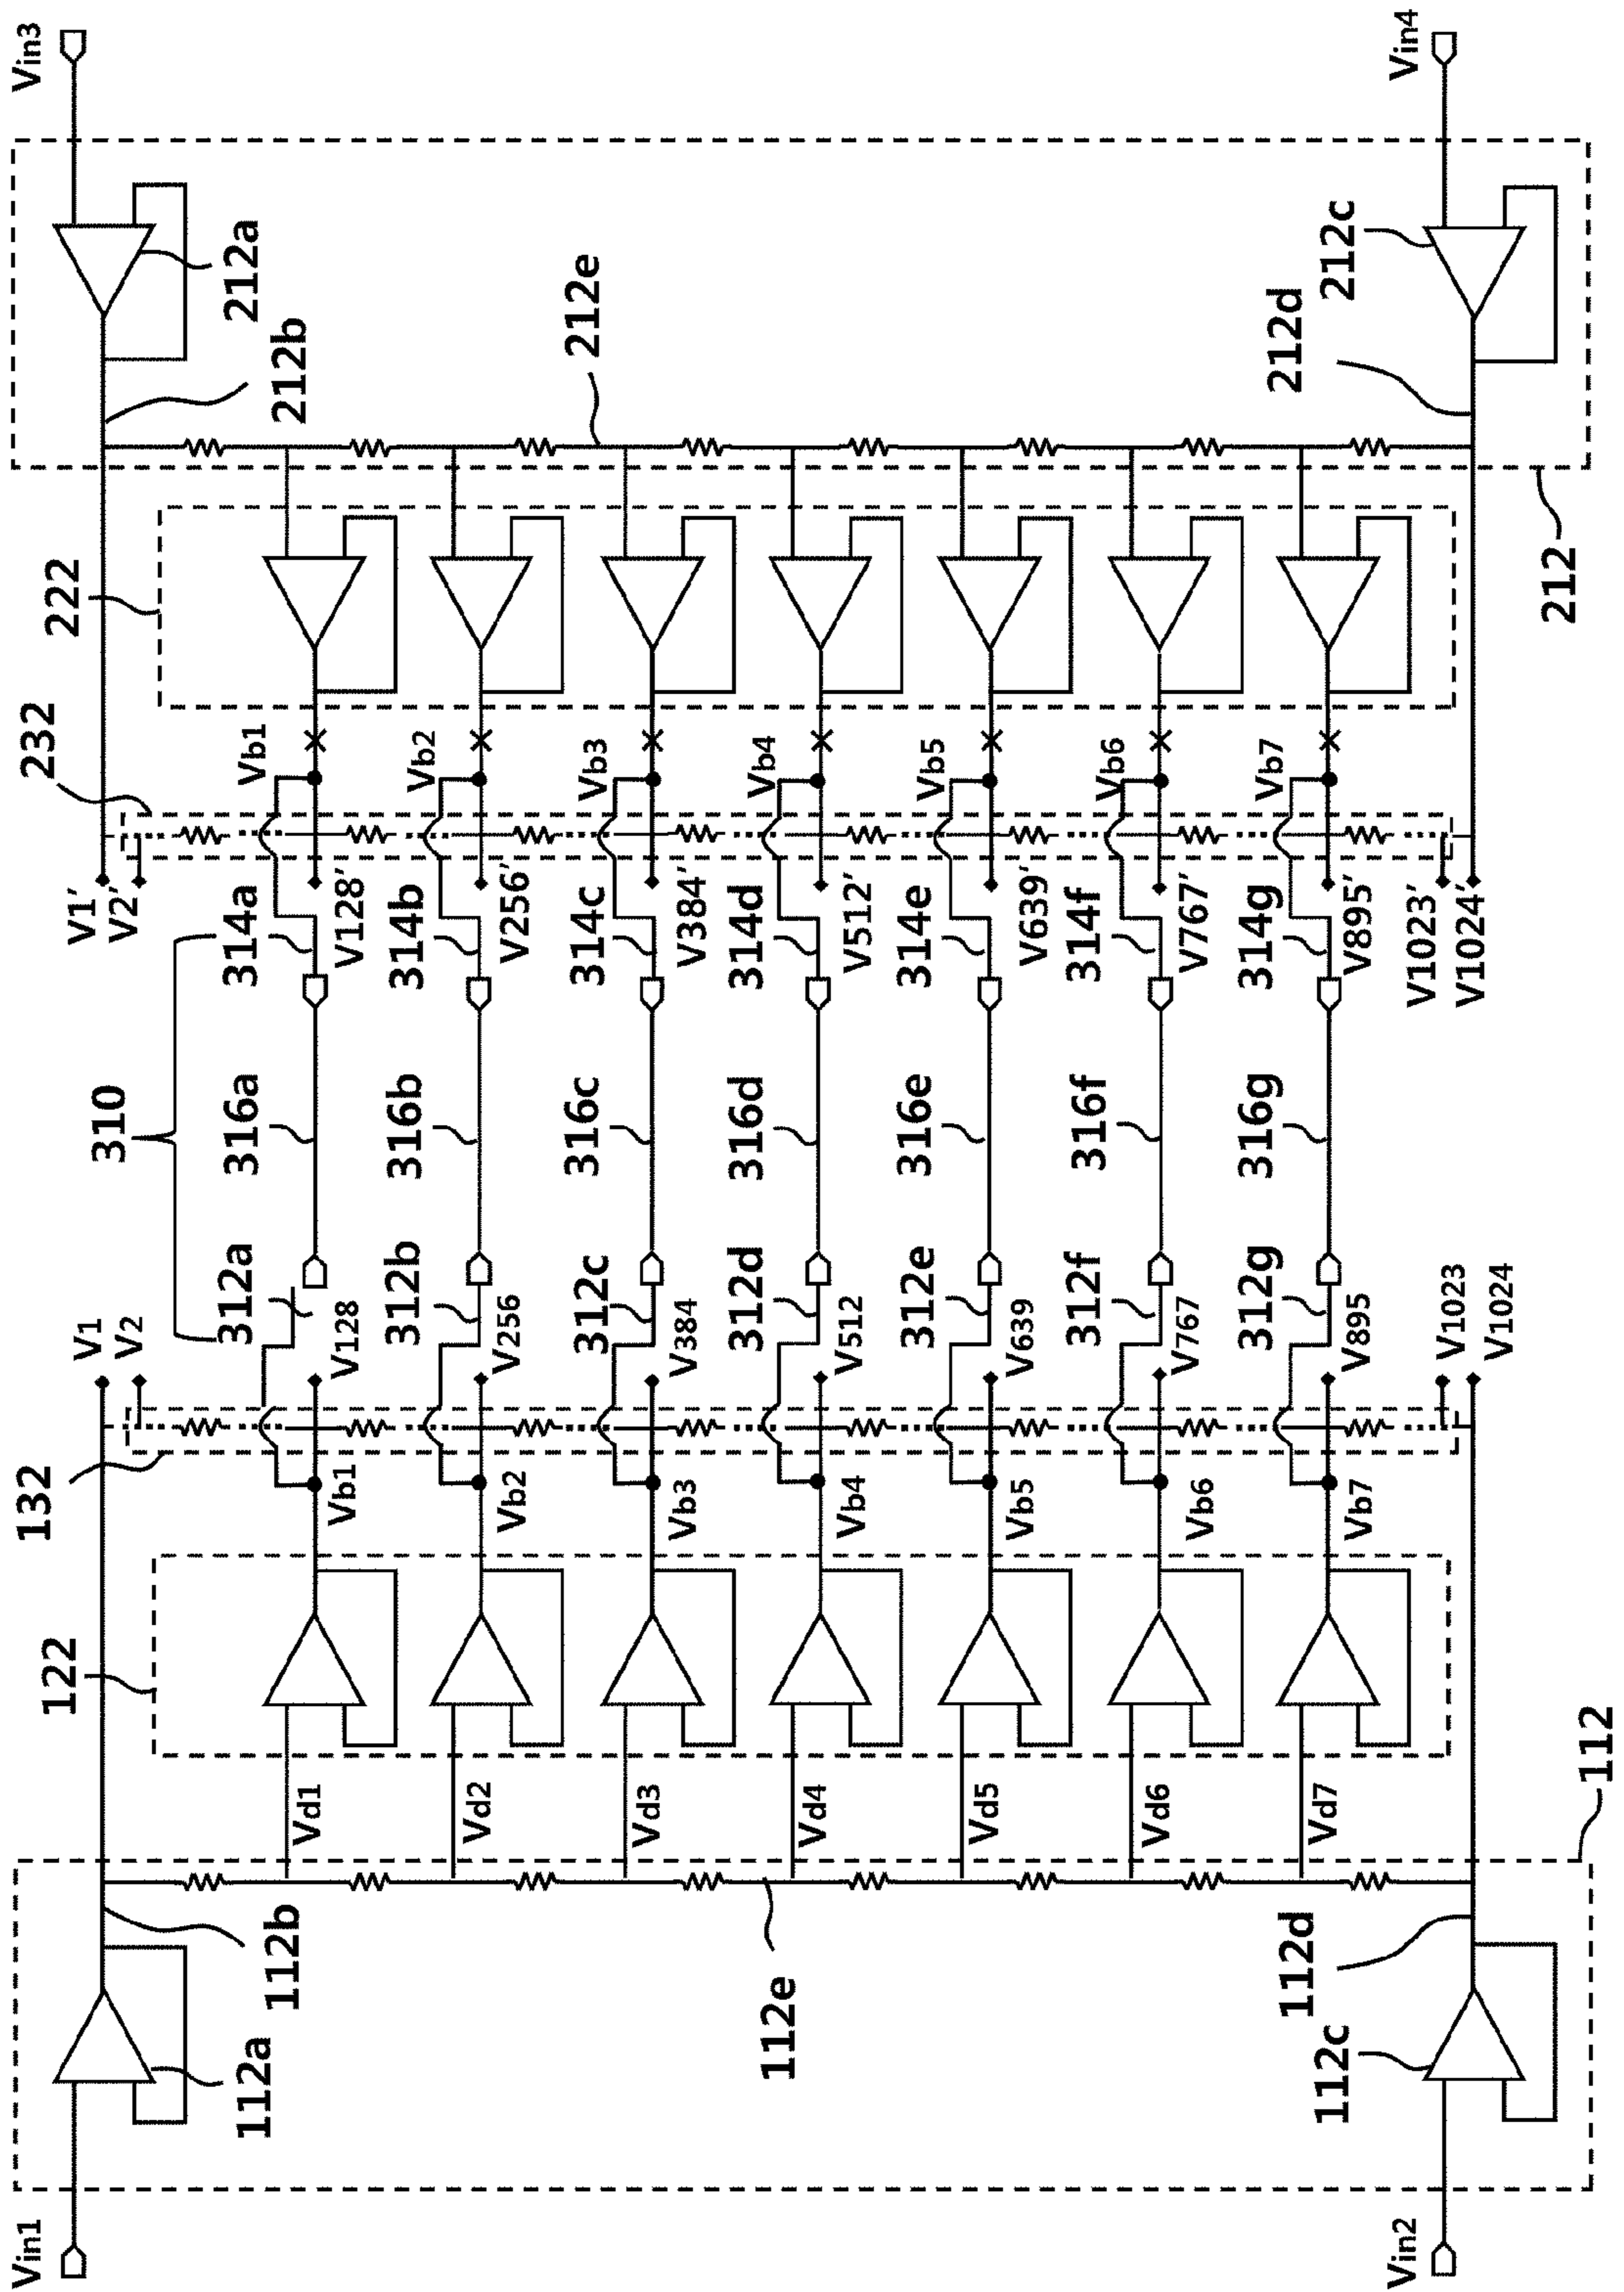 Vin1
Vin2
112a
112b
112c
112d
112e
112
Vd1
Vd2
Vd3
Vd4
Vd5
Vd6
Vd7
122
132
Vb1
Vb2
Vb3
Vb4
Vb5
Vb6
Vb7
V1
V2
V128
V256
V384
V512
V639
V767
V895
V1023
V1024
310
312a
312b
312c
312d
312e
312f
312g
316a
316b
316c
316d
316e
316f
316g
314a
314b
314c
314d
314e
314f
314g
V1'
V2'
V128'
V256'
V384'
V512'
V639'
V767'
V895'
V1023'
V1024'
232
Vb1
Vb2
Vb3
Vb4
Vb5
Vb6
Vb7
222
212
212e
212b
212d
212a
212c
Vin3
Vin4